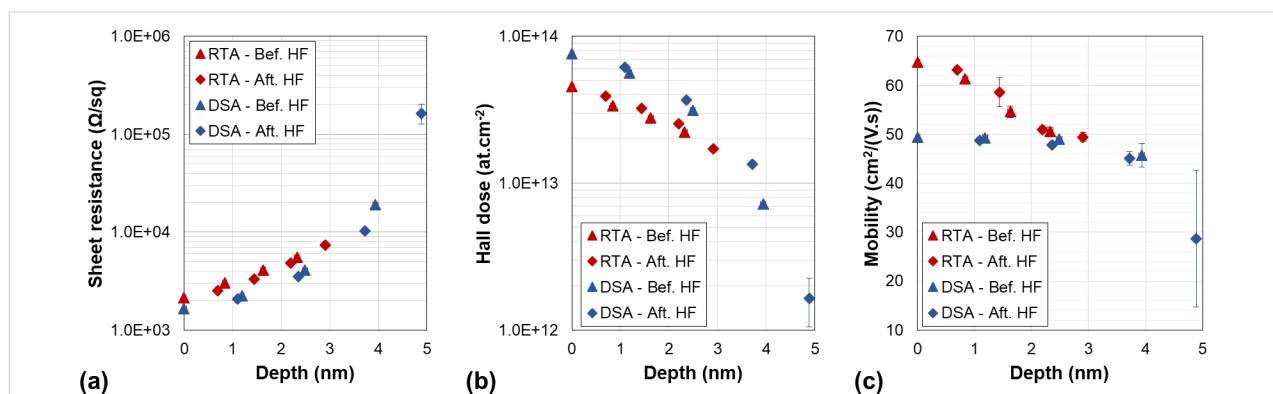 1.0E+06
1.0E+05
1.0E+04
1.0E+03
Sheet resistance (Ω/sq)
RTA - Bef. HF
RTA - Aft. HF
DSA - Bef. HF
DSA - Aft. HF
0 1 2 3 4 5
Depth (nm)
(a)
1.0E+14
1.0E+13
1.0E+12
Hall dose (at.cm-2)
RTA - Bef. HF
RTA - Aft. HF
DSA - Bef. HF
DSA - Aft. HF
0 1 2 3 4 5
Depth (nm)
(b)
70
60
50
40
30
20
10
Mobility (cm²/(V.s))
RTA - Bef. HF
RTA - Aft. HF
DSA - Bef. HF
DSA - Aft. HF
0 1 2 3 4 5
Depth (nm)
(c)